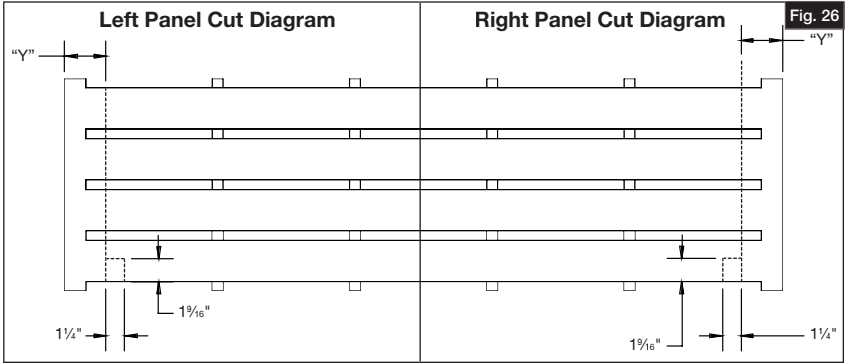 Left Panel Cut Diagram
Right Panel Cut Diagram
Fig. 26
“Y”
“Y”
1⁹⁄₁₆"
1¼"
1⁹⁄₁₆"
1¼"